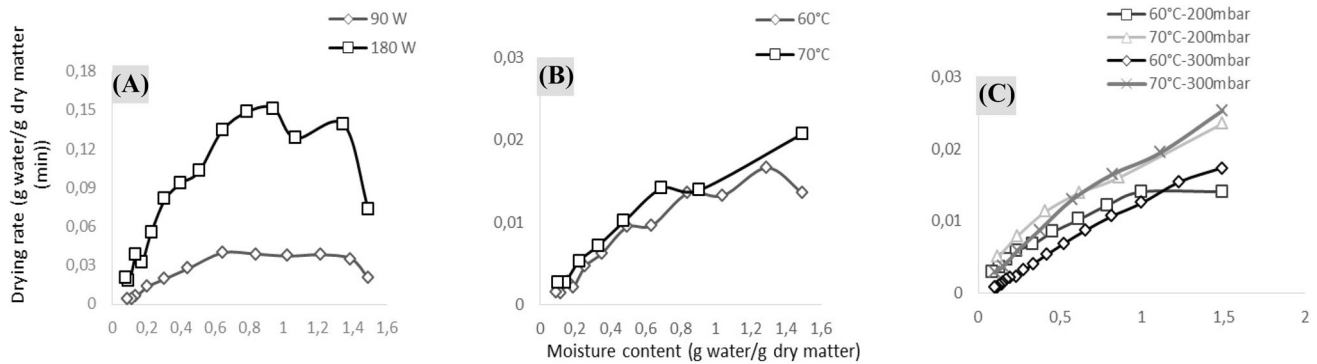 90 W
180 W
(A)
0,18
0,15
0,12
0,09
0,06
0,03
0
0 0,2 0,4 0,6 0,8 1 1,2 1,4 1,6
Drying rate (g water/g dry matter
(min))
60°C
70°C
(B)
0,03
0,02
0,01
0
0 0,2 0,4 0,6 0,8 1 1,2 1,4 1,6
Moisture content (g water/g dry matter)
60°C-200mbar
70°C-200mbar
60°C-300mbar
70°C-300mbar
(C)
0,03
0,02
0,01
0
0 0,5 1 1,5 2